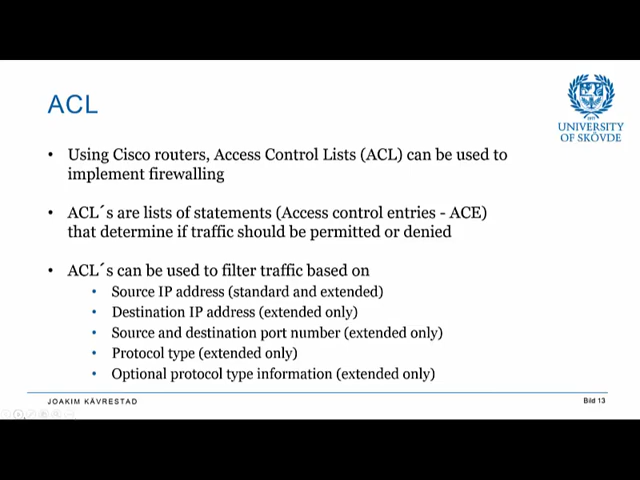 ACL
UNIVERSITY
OF SKÖVDE
• Using Cisco routers, Access Control Lists (ACL) can be used to
implement firewalling
• ACL´s are lists of statements (Access control entries - ACE)
that determine if traffic should be permitted or denied
• ACL´s can be used to filter traffic based on
• Source IP address (standard and extended)
• Destination IP address (extended only)
• Source and destination port number (extended only)
• Protocol type (extended only)
• Optional protocol type information (extended only)
JOAKIM KÄVRESTAD
Bild 13